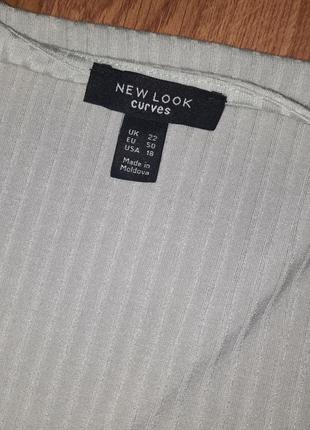 NEW LOOK
curves
UK 22
EU 50
USA 18
Made in
Moldova